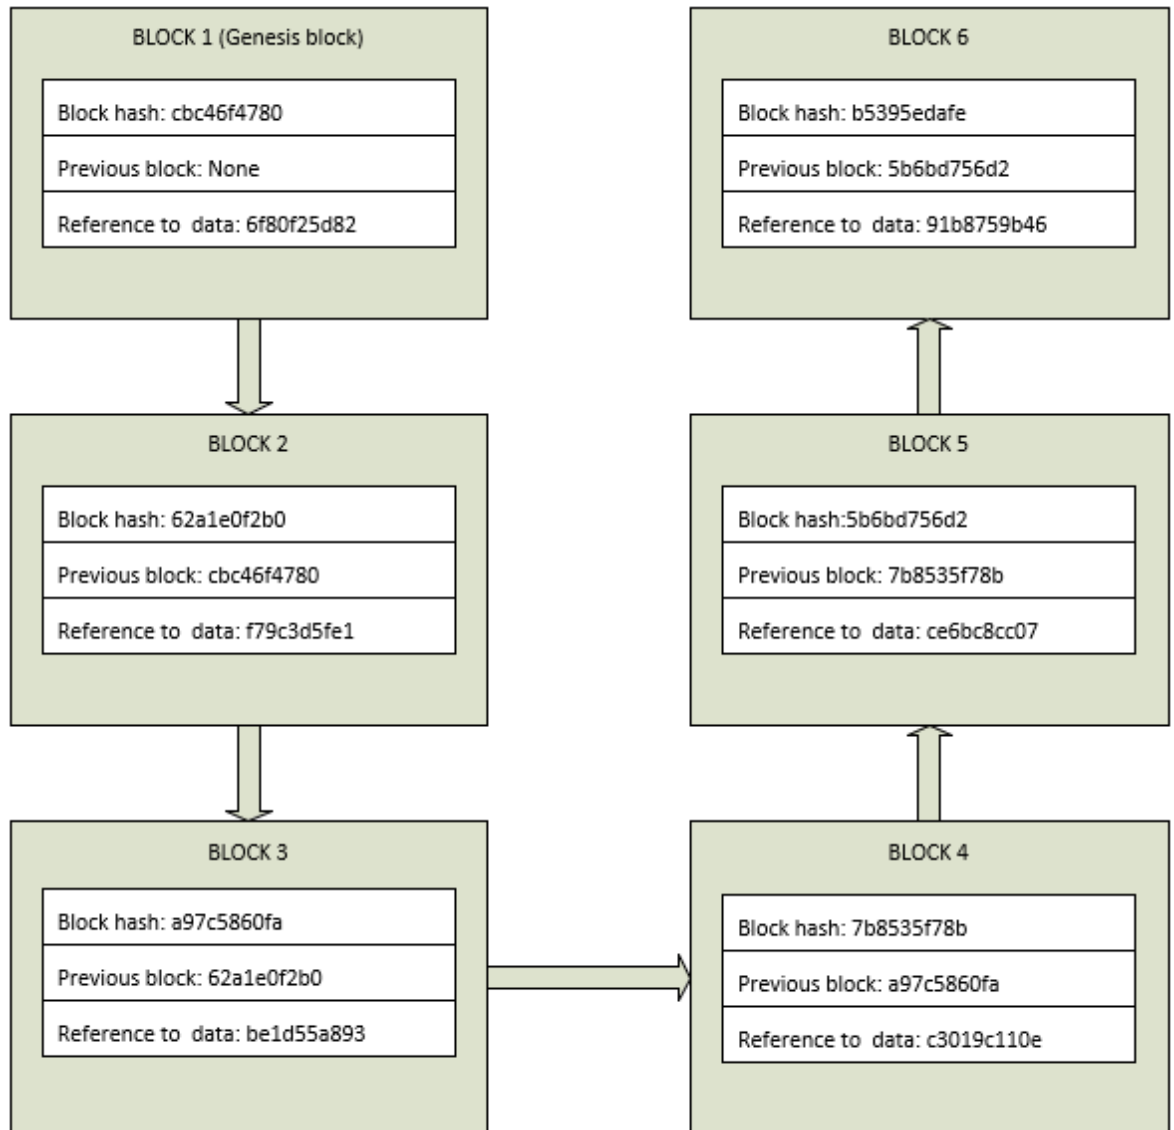 BLOCK 1 (Genesis block)
Block hash: cbc46f4780
Previous block: None
Reference to  data: 6f80f25d82
BLOCK 2
Block hash: 62a1e0f2b0
Previous block: cbc46f4780
Reference to  data: f79c3d5fe1
BLOCK 3
Block hash: a97c5860fa
Previous block: 62a1e0f2b0
Reference to  data: be1d55a893
BLOCK 4
Block hash: 7b8535f78b
Previous block: a97c5860fa
Reference to  data: c3019c110e
BLOCK 5
Block hash:5b6bd756d2
Previous block: 7b8535f78b
Reference to  data: ce6bc8cc07
BLOCK 6
Block hash: b5395edafe
Previous block: 5b6bd756d2
Reference to  data: 91b8759b46